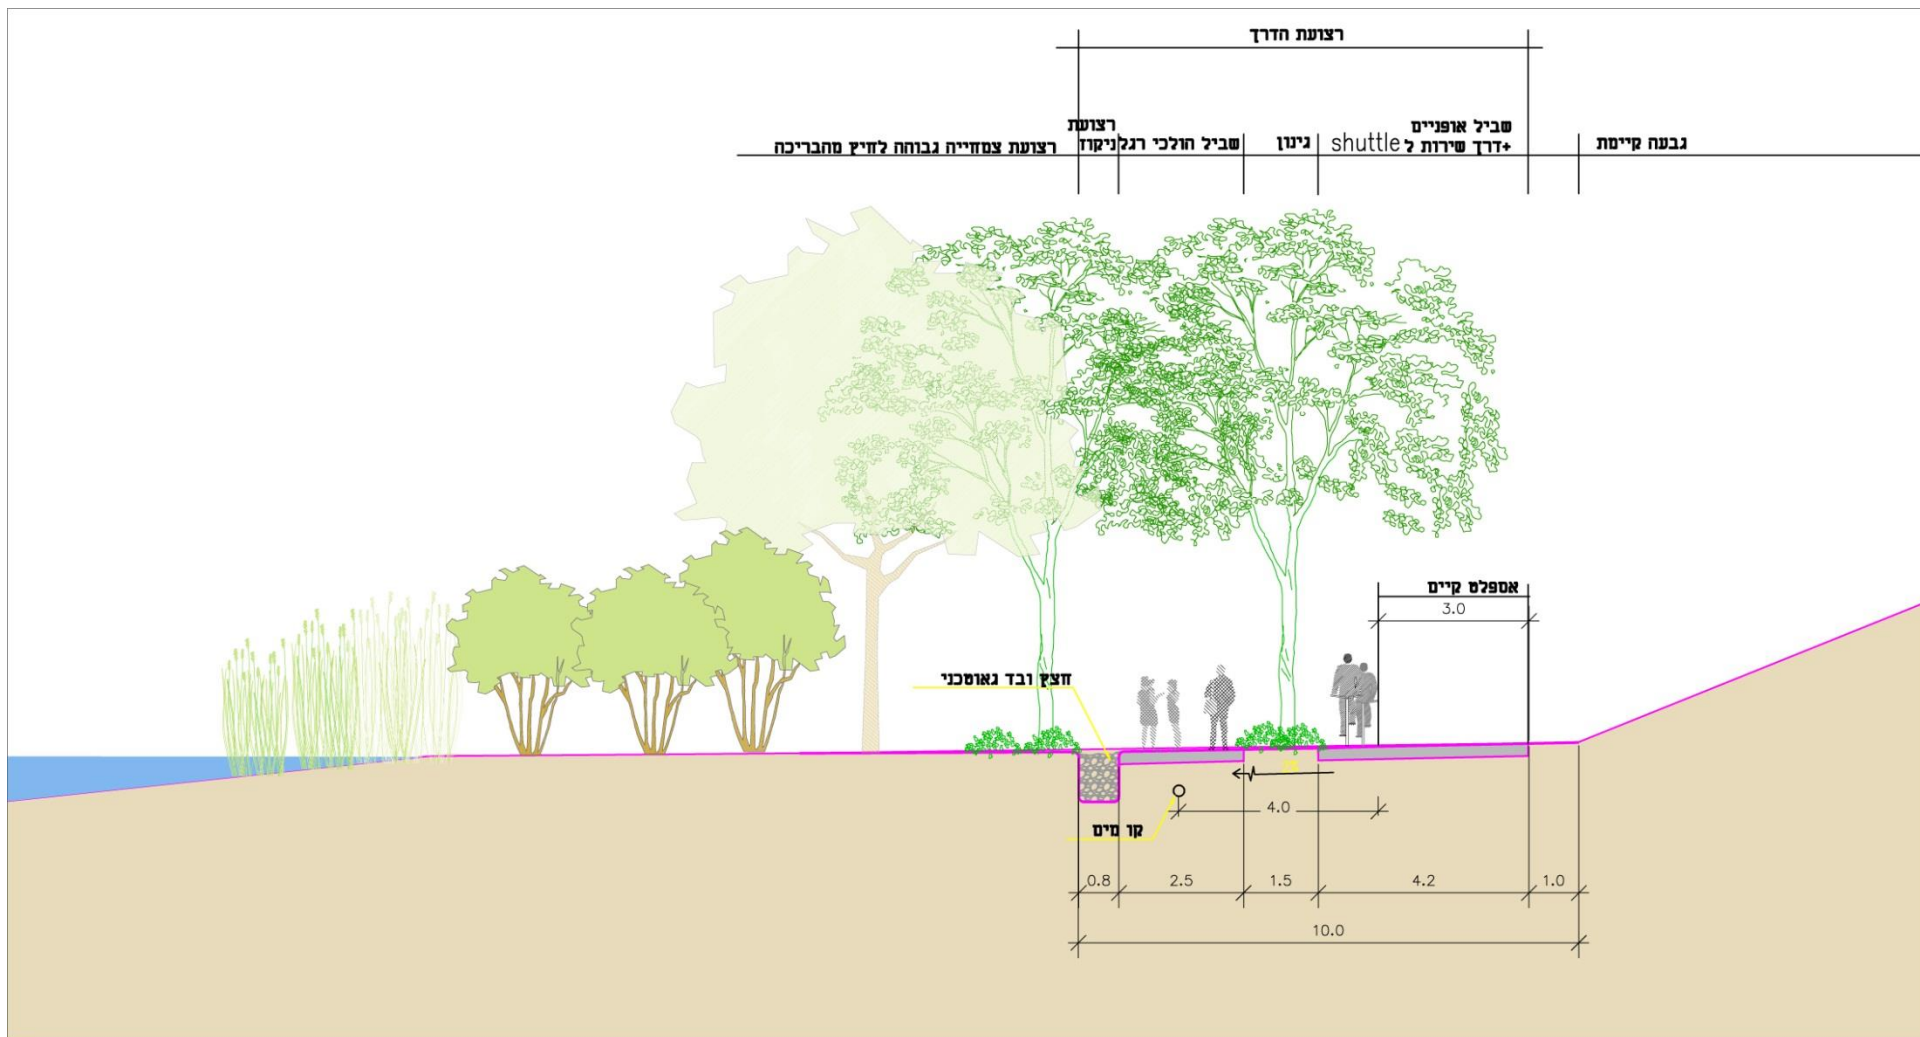 רצועת הדרך
גבעה קיימת
שביל אופניים
+דרך שירות ל shuttle
גינון
שביל הולכי רגל
רצועת
ניקוז
רצועת צמחייה גבוהה לחיץ מהבריכה
אספלט קיים
3.0
חצץ ובד גאוטכני
2%
4.0
קו מים
0.8
2.5
1.5
4.2
1.0
10.0